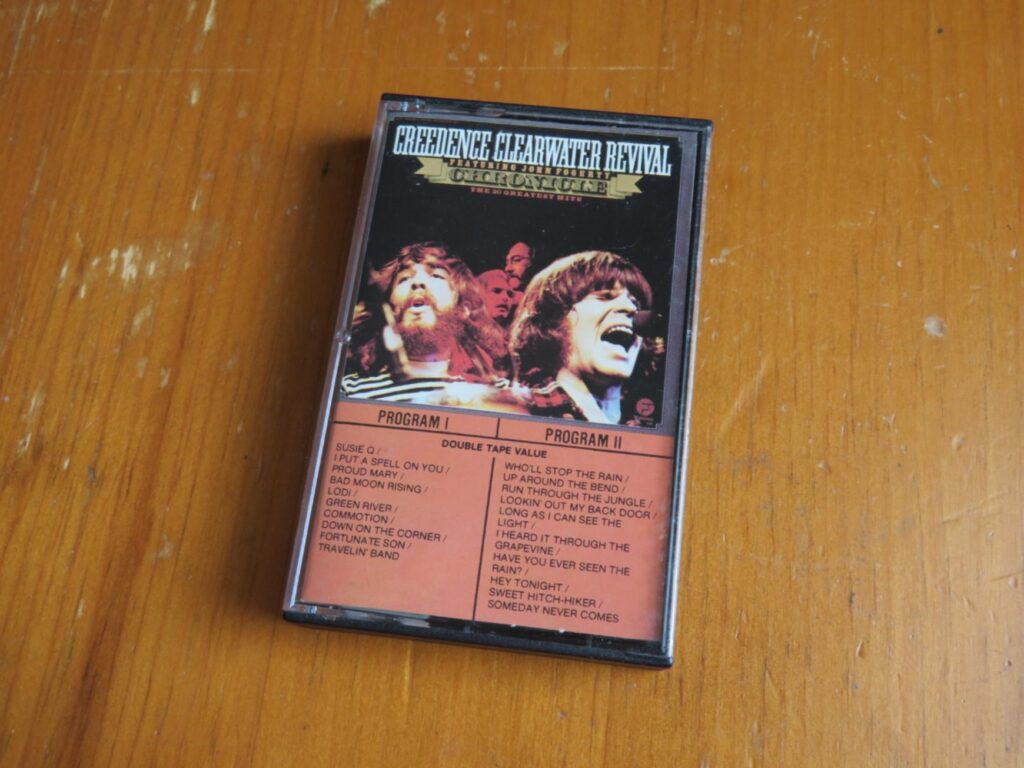 CREEDENCE CLEARWATER REVIVAL
FEATURING JOHN FOGERTY
CHRONICLE
THE 20 GREATEST HITS
PROGRAM I
PROGRAM II
DOUBLE TAPE VALUE
SUSIE Q /
I PUT A SPELL ON YOU /
PROUD MARY /
BAD MOON RISING /
LODI /
GREEN RIVER /
COMMOTION /
DOWN ON THE CORNER /
FORTUNATE SON /
TRAVELIN' BAND
WHO'LL STOP THE RAIN /
UP AROUND THE BEND /
RUN THROUGH THE JUNGLE /
LOOKIN' OUT MY BACK DOOR /
LONG AS I CAN SEE THE
LIGHT /
I HEARD IT THROUGH THE
GRAPEVINE /
HAVE YOU EVER SEEN THE
RAIN? /
HEY TONIGHT /
SWEET HITCH-HIKER /
SOMEDAY NEVER COMES